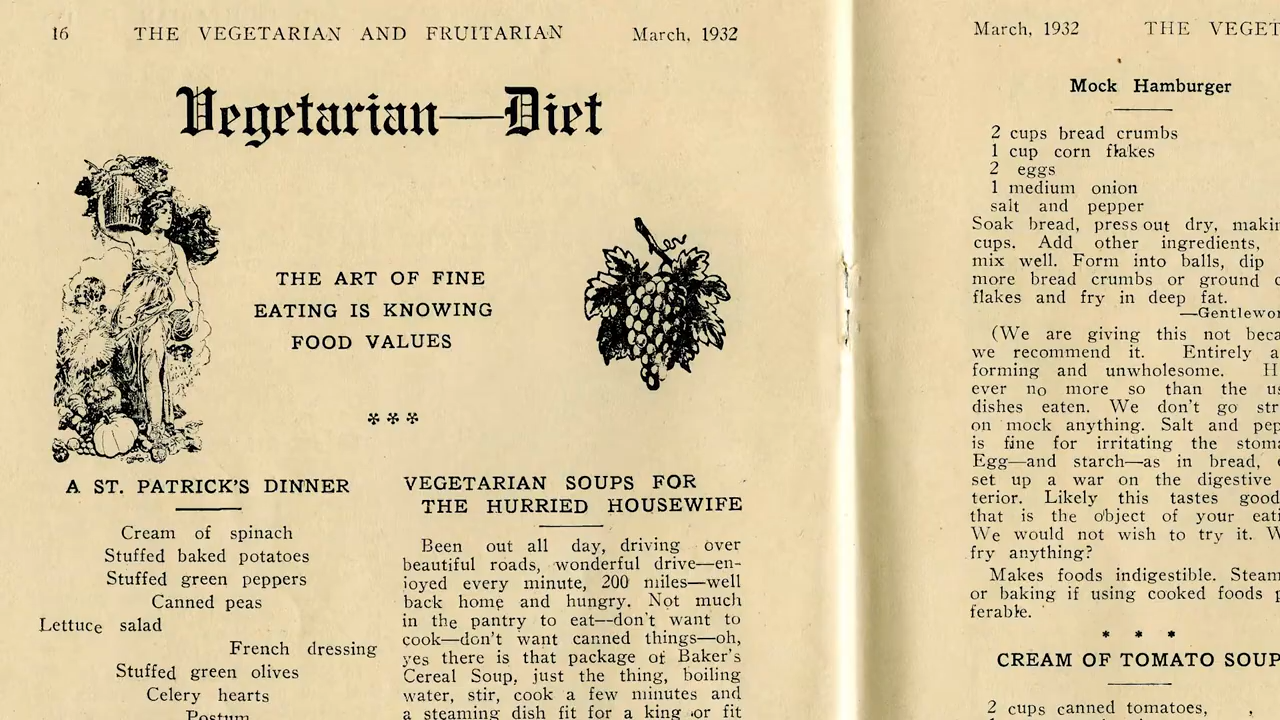 16 THE VEGETARIAN AND FRUITARIAN March, 1932
Vegetarian—Diet
THE ART OF FINE
EATING IS KNOWING
FOOD VALUES
* * *
A ST. PATRICK'S DINNER
Cream of spinach
Stuffed baked potatoes
Stuffed green peppers
Canned peas
Lettuce salad
French dressing
Stuffed green olives
Celery hearts
Postum
VEGETARIAN SOUPS FOR
THE HURRIED HOUSEWIFE
Been out all day, driving over
beautiful roads, wonderful drive—en-
joyed every minute, 200 miles—well
back home and hungry. Not much
in the pantry to eat—don't want to
cook—don't want canned things—oh,
yes there is that package of Baker's
Cereal Soup, just the thing, boiling
water, stir, cook a few minutes and
a steaming dish fit for a king or fit
March, 1932 THE
Mock Hamburger
2 cups bread crumbs
1 cup corn flakes
2 eggs
1 medium onion
salt and pepper
Soak bread, press out dry,
cups. Add other ingredients,
mix well. Form into balls, dip
more bread crumbs or ground
flakes and fry in deep fat.
(We are giving this not
we recommend it. Entirely
forming and unwholesome.
ever no more so than the
dishes eaten. We don't go
on mock anything. Salt and
is fine for irritating the
Egg—and starch—as in bread,
set up a war on the digestive
terior. Likely this tastes good
that is the object of your
We would not wish to try it.
fry anything?
Makes foods indigestible.
or baking if using cooked foods
ferable.
* * *
CREAM OF TOMATO SOUP
2 cups canned tomatoes,